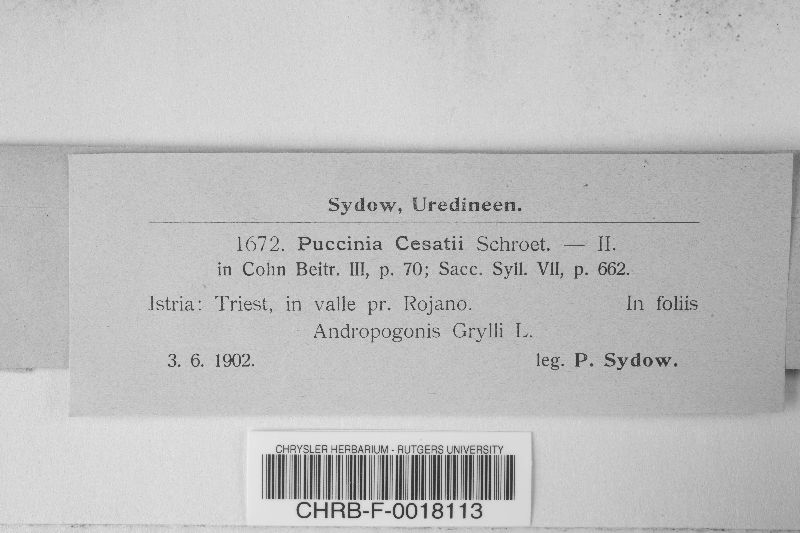 Sydow, Uredineen.
1672. Puccinia Cesatii Schroet. — II.
in Cohn Beitr. III, p. 70; Sacc. Syll. VII, p. 662.
Istria: Triest, in valle pr. Rojano. In foliis
Andropogonis Grylli L.
3. 6. 1902. leg. P. Sydow.
CHRYSLER HERBARIUM - RUTGERS UNIVERSITY
CHRB-F-0018113